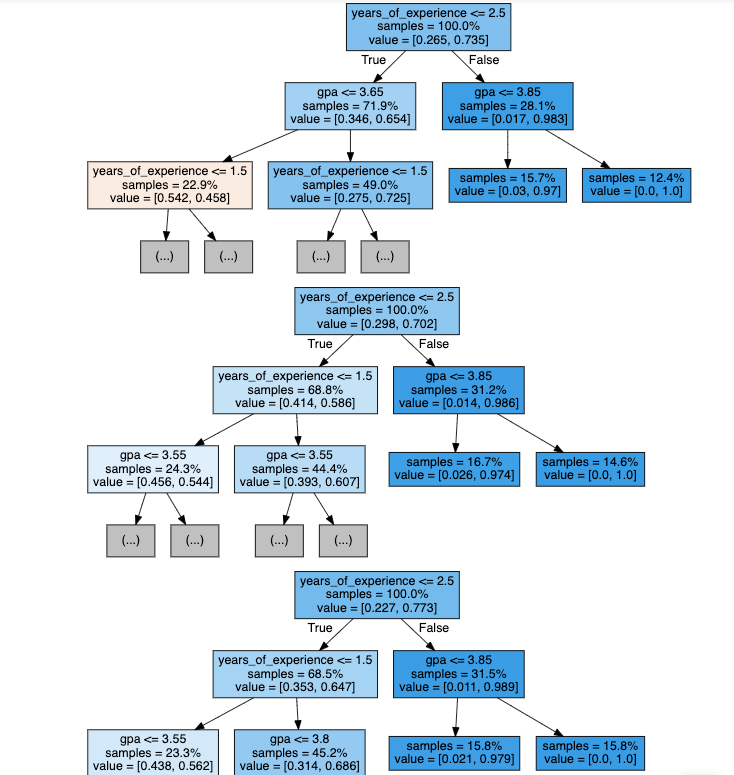 years_of_experience <= 2.5
samples = 100.0%
value = [0.265, 0.735]
True
False
gpa <= 3.65
samples = 71.9%
value = [0.346, 0.654]
gpa <= 3.85
samples = 28.1%
value = [0.017, 0.983]
years_of_experience <= 1.5
samples = 22.9%
value = [0.542, 0.458]
years_of_experience <= 1.5
samples = 49.0%
value = [0.275, 0.725]
samples = 15.7%
value = [0.03, 0.97]
samples = 12.4%
value = [0.0, 1.0]
(...)
(...)
(...)
(...)
years_of_experience <= 2.5
samples = 100.0%
value = [0.298, 0.702]
True
False
years_of_experience <= 1.5
samples = 68.8%
value = [0.414, 0.586]
gpa <= 3.85
samples = 31.2%
value = [0.014, 0.986]
gpa <= 3.55
samples = 24.3%
value = [0.456, 0.544]
gpa <= 3.55
samples = 44.4%
value = [0.393, 0.607]
samples = 16.7%
value = [0.026, 0.974]
samples = 14.6%
value = [0.0, 1.0]
(...)
(...)
(...)
(...)
years_of_experience <= 2.5
samples = 100.0%
value = [0.227, 0.773]
True
False
years_of_experience <= 1.5
samples = 68.5%
value = [0.353, 0.647]
gpa <= 3.85
samples = 31.5%
value = [0.011, 0.989]
gpa <= 3.55
samples = 23.3%
value = [0.438, 0.562]
gpa <= 3.8
samples = 45.2%
value = [0.314, 0.686]
samples = 15.8%
value = [0.021, 0.979]
samples = 15.8%
value = [0.0, 1.0]